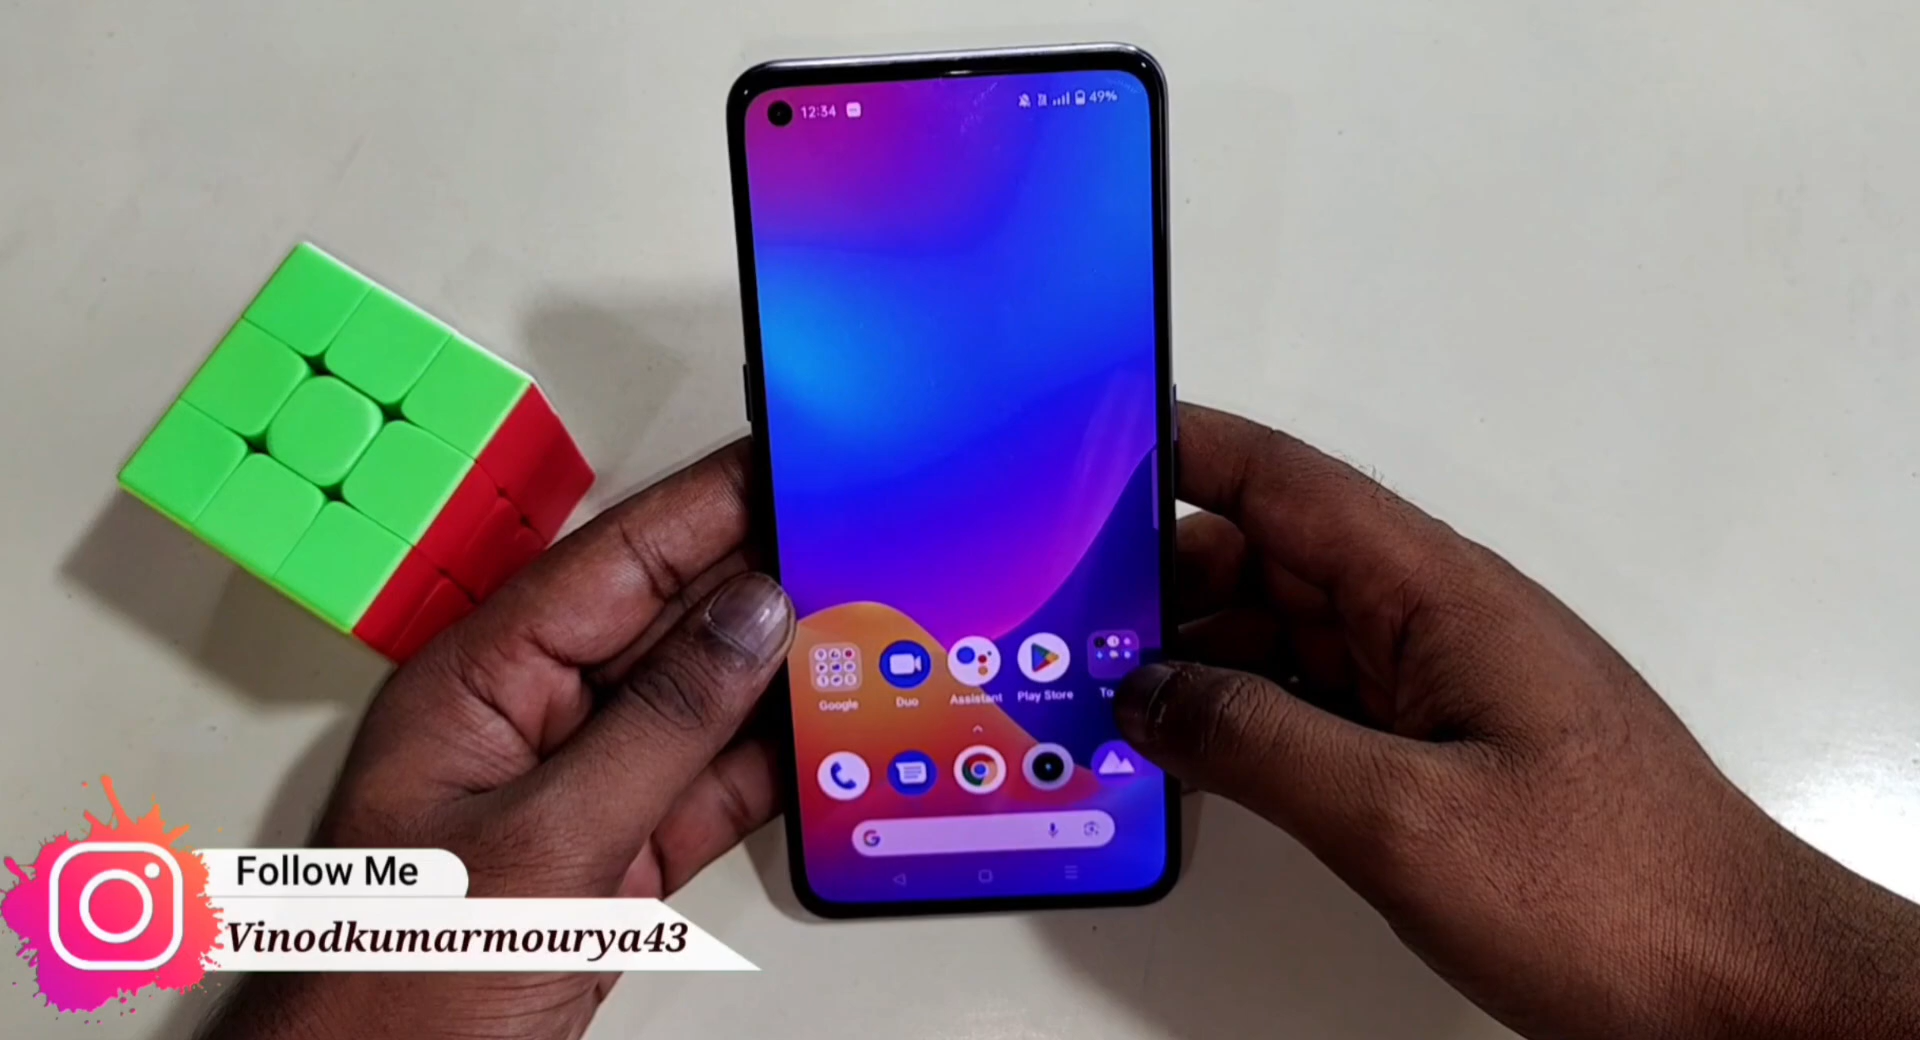 12:34
49%
Google
Duo
Assistant
Play Store
Follow Me
Vinodkumarmourya43